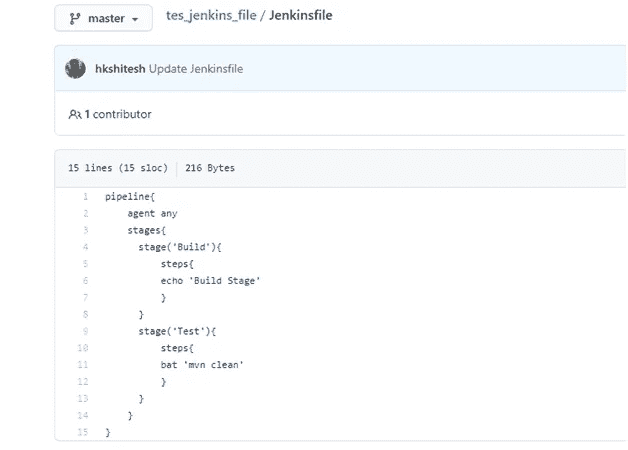 master
tes_jenkins_file / Jenkinsfile
hkshitesh Update Jenkinsfile
1 contributor
15 lines (15 sloc) 216 Bytes
1 pipeline{
2 agent any
3 stages{
4 stage('Build'){
5 steps{
6 echo 'Build Stage'
7 }
8 }
9 stage('Test'){
10 steps{
11 bat 'mvn clean'
12 }
13 }
14 }
15 }